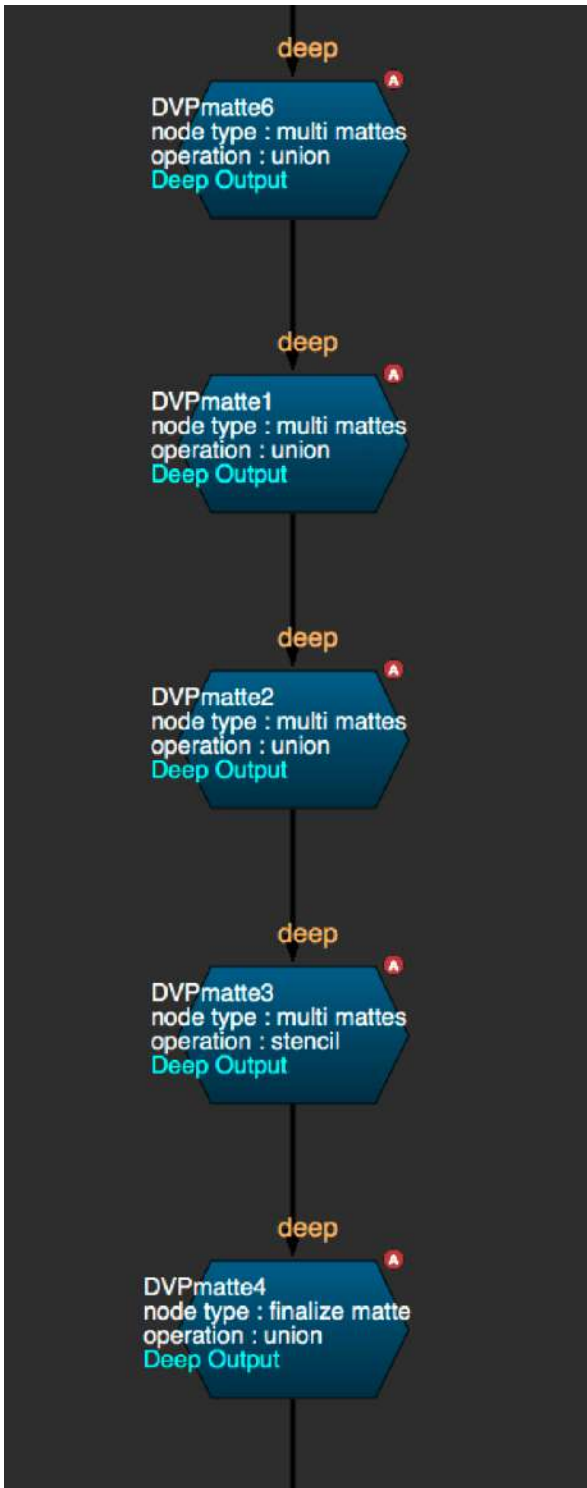 deep
A
DVPmatte6
node type : multi mattes
operation : union
Deep Output
deep
A
DVPmatte1
node type : multi mattes
operation : union
Deep Output
deep
A
DVPmatte2
node type : multi mattes
operation : union
Deep Output
deep
A
DVPmatte3
node type : multi mattes
operation : stencil
Deep Output
deep
A
DVPmatte4
node type : finalize matte
operation : union
Deep Output